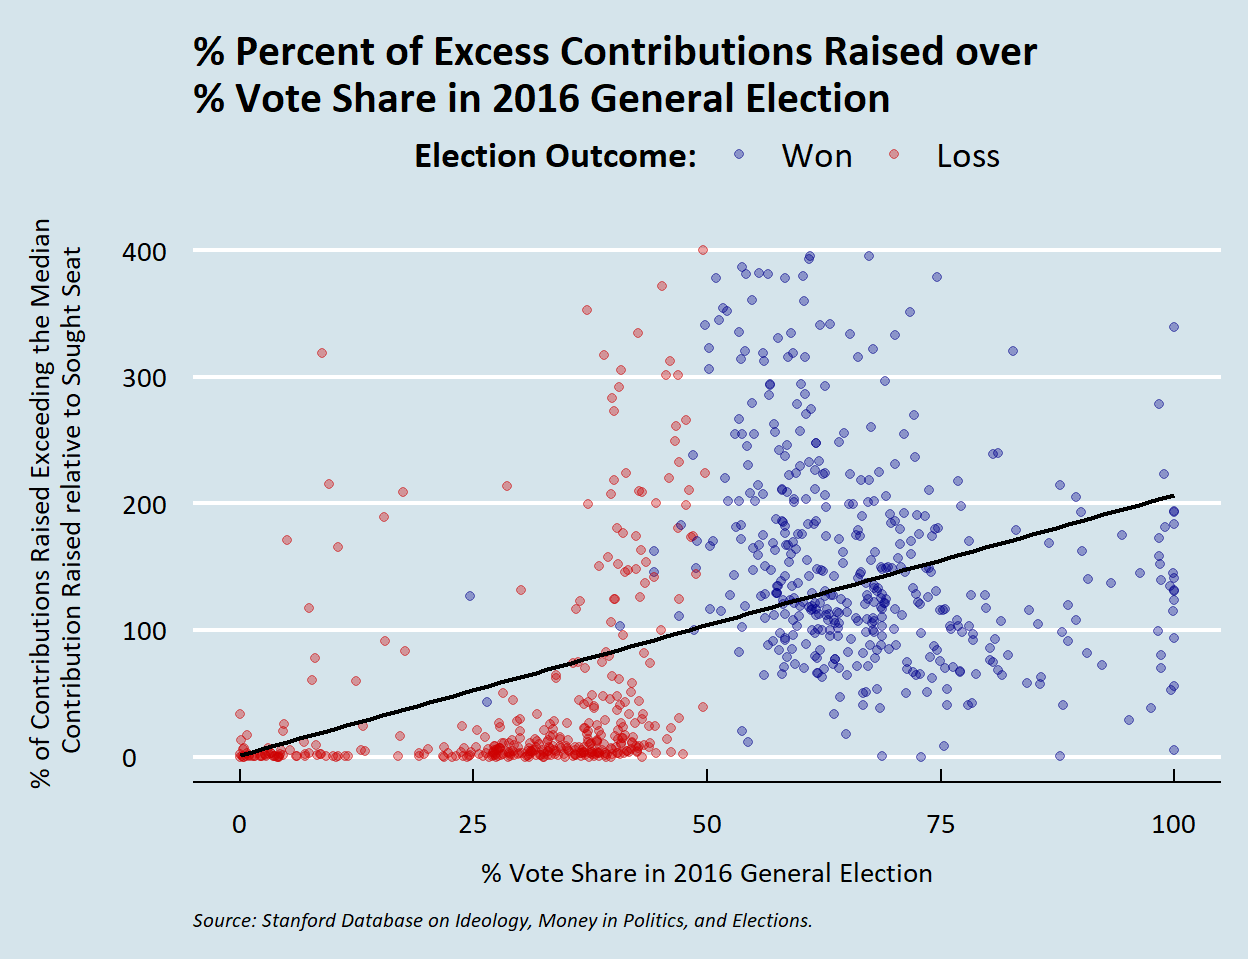 % Percent of Excess Contributions Raised over
% Vote Share in 2016 General Election
Election Outcome: Won Loss
% of Contributions Raised Exceeding the Median
Contribution Raised relative to Sought Seat
400
300
200
100
0
0 25 50 75 100
% Vote Share in 2016 General Election
Source: Stanford Database on Ideology, Money in Politics, and Elections.